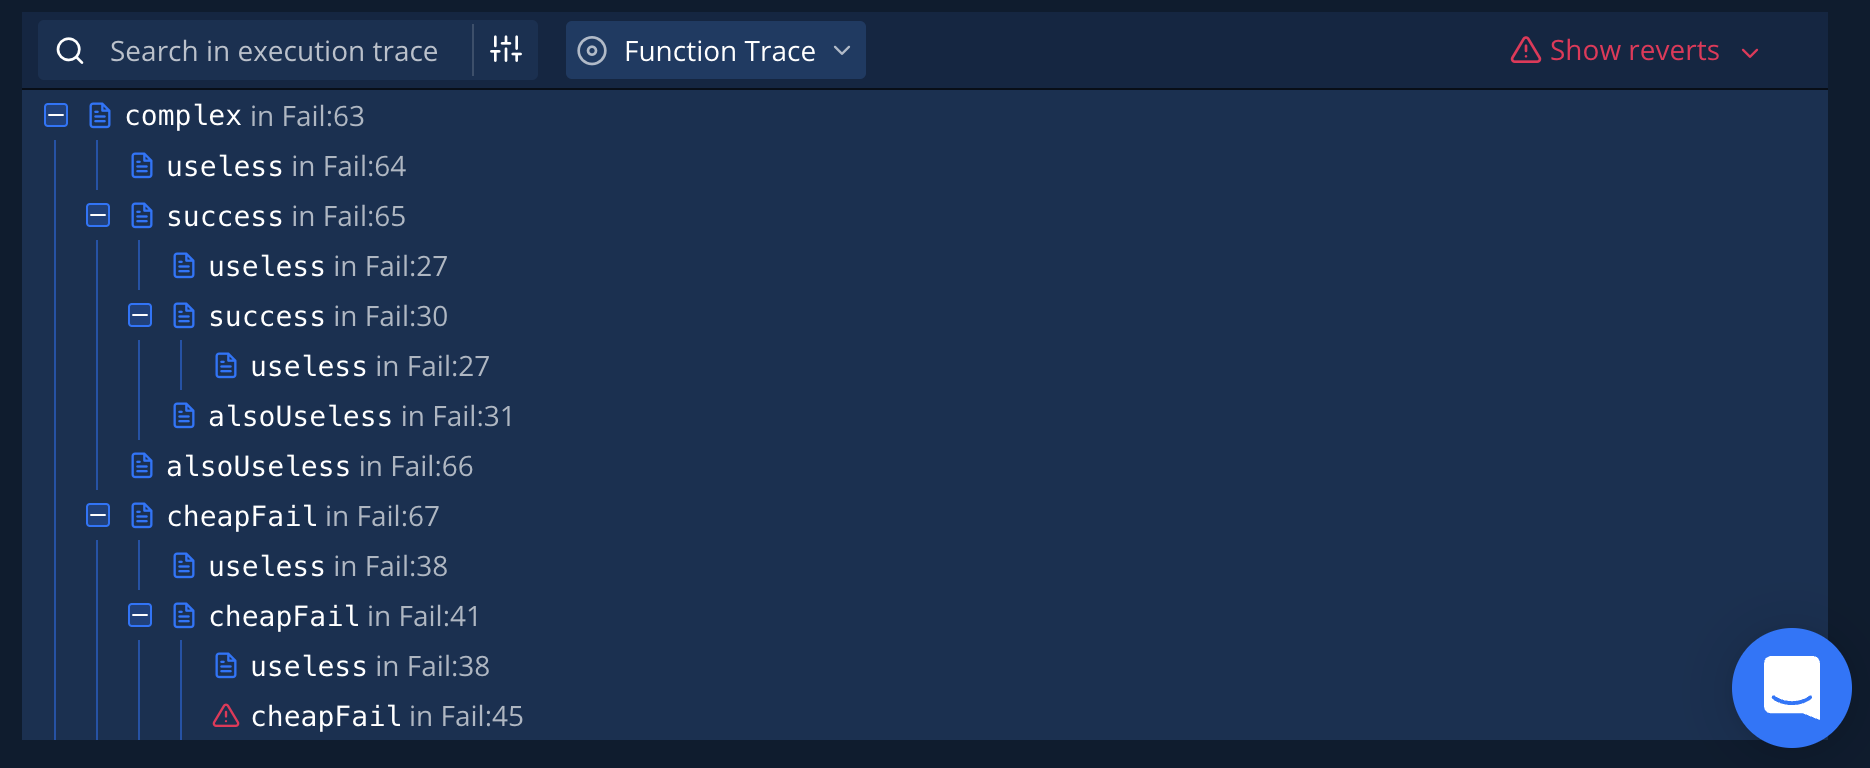 Search in execution trace Function Trace Show reverts
complex in Fail:63
useless in Fail:64
success in Fail:65
useless in Fail:27
success in Fail:30
useless in Fail:27
alsoUseless in Fail:31
alsoUseless in Fail:66
cheapFail in Fail:67
useless in Fail:38
cheapFail in Fail:41
useless in Fail:38
cheapFail in Fail:45